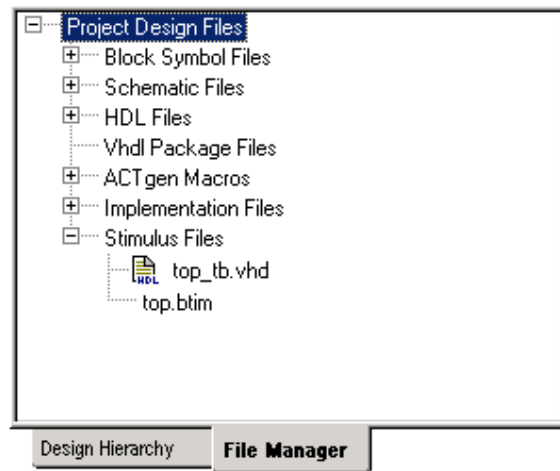 Project Design Files
Block Symbol Files
Schematic Files
HDL Files
Vhdl Package Files
ACTgen Macros
Implementation Files
Stimulus Files
HDL top_tb.vhd
top.btim
Design Hierarchy File Manager